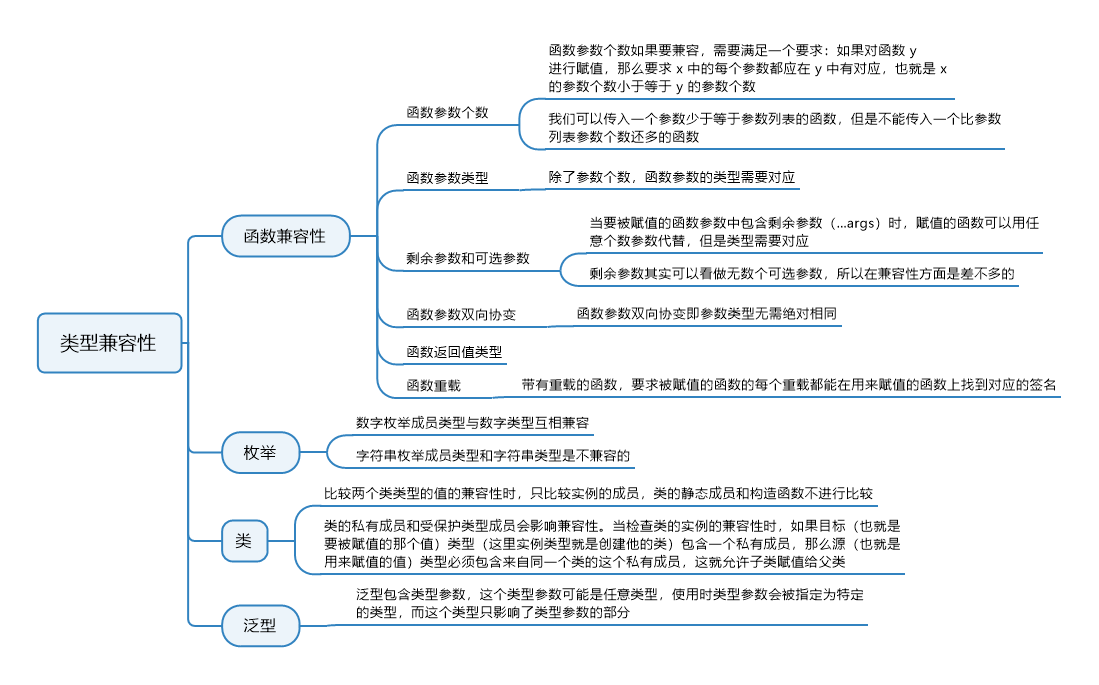 类型兼容性
函数兼容性
函数参数个数
函数参数个数如果要兼容，需要满足一个要求：如果对函数 y
进行赋值，那么要求 x 中的每个参数都应在 y 中有对应，也就是 x
的参数个数小于等于 y 的参数个数
我们可以传入一个参数少于等于参数列表的函数，但是不能传入一个比参数
列表参数个数还多的函数
函数参数类型
除了参数个数，函数参数的类型需要对应
剩余参数和可选参数
当要被赋值的函数参数中包含剩余参数（...args）时，赋值的函数可以用任
意个数参数代替，但是类型需要对应
剩余参数其实可以看做无数个可选参数，所以在兼容性方面是差不多的
函数参数双向协变
函数参数双向协变即参数类型无需绝对相同
函数返回值类型
函数重载
带有重载的函数，要求被赋值的函数的每个重载都能在用来赋值的函数上找到对应的签名
枚举
数字枚举成员类型与数字类型互相兼容
字符串枚举成员类型和字符串类型是不兼容的
类
比较两个类类型的值的兼容性时，只比较实例的成员，类的静态成员和构造函数不进行比较
类的私有成员和受保护类型成员会影响兼容性。当检查类的实例的兼容性时，如果目标（也就是
要被赋值的那个值）类型（这里实例类型就是创建他的类）包含一个私有成员，那么源（也就是
用来赋值的值）类型必须包含来自同一个类的这个私有成员，这就允许子类赋值给父类
泛型
泛型包含类型参数，这个类型参数可能是任意类型，使用时类型参数会被指定为特定
的类型，而这个类型只影响了类型参数的部分